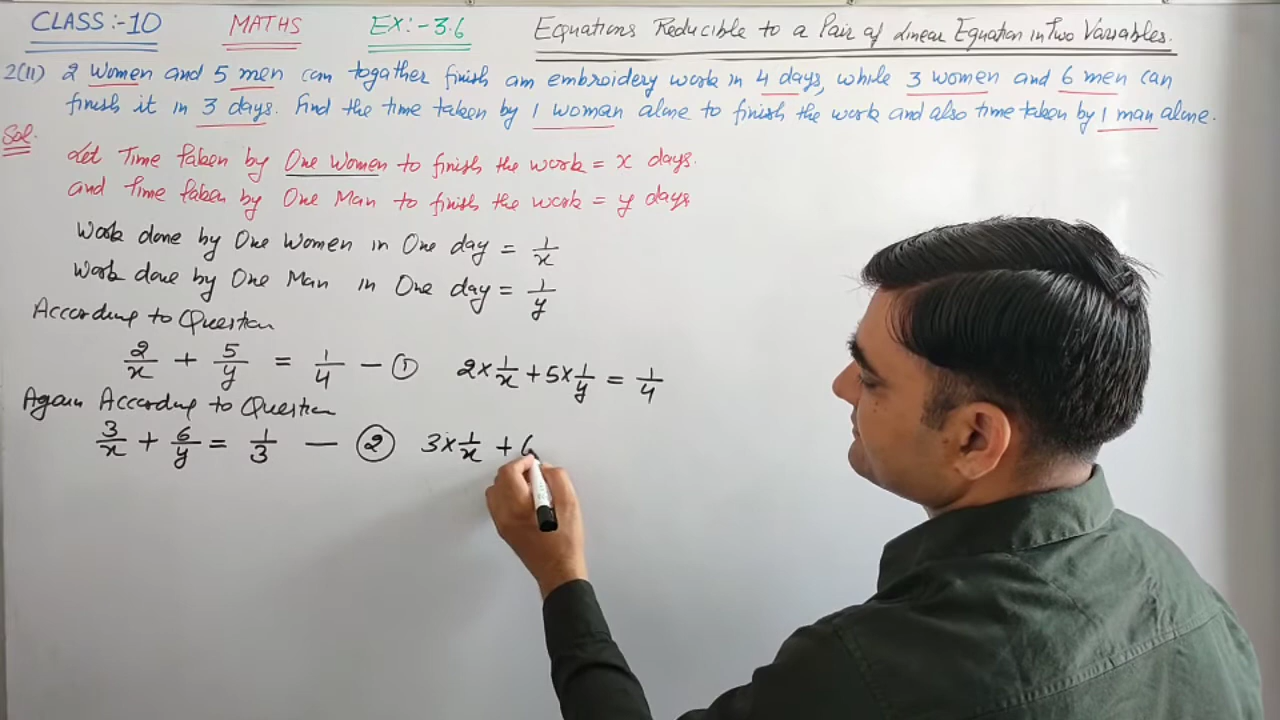 CLASS:-10 MATHS EX:-3.6 Equations Reducible to a Pair of Linear Equation in Two Variables.
2(II) 2 Women and 5 men can togather finish an embroidery work in 4 days, while 3 women and 6 men can
finish it in 3 days. Find the time taken by 1 woman alone to finish the work and also time taken by 1 man alone.
Sol.
Let Time taken by One Women to finish the work = x days.
and time taken by One Man to finish the work = y days
Work done by One Women in One day = 1/x
Work done by One Man in One day = 1/y
According to Question
2/x + 5/y = 1/4 — ① 2×1/x + 5×1/y = 1/4
Again According to Question
3/x + 6/y = 1/3 — ② 3×1/x + 6